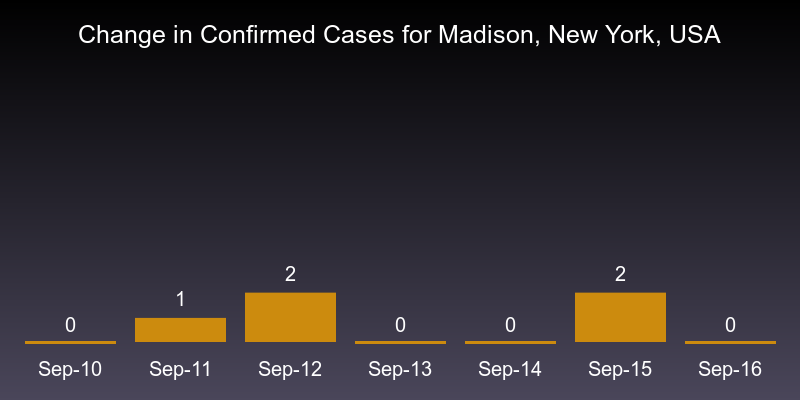 Change in Confirmed Cases for Madison, New York, USA
0
1
2
0
0
2
0
Sep-10
Sep-11
Sep-12
Sep-13
Sep-14
Sep-15
Sep-16